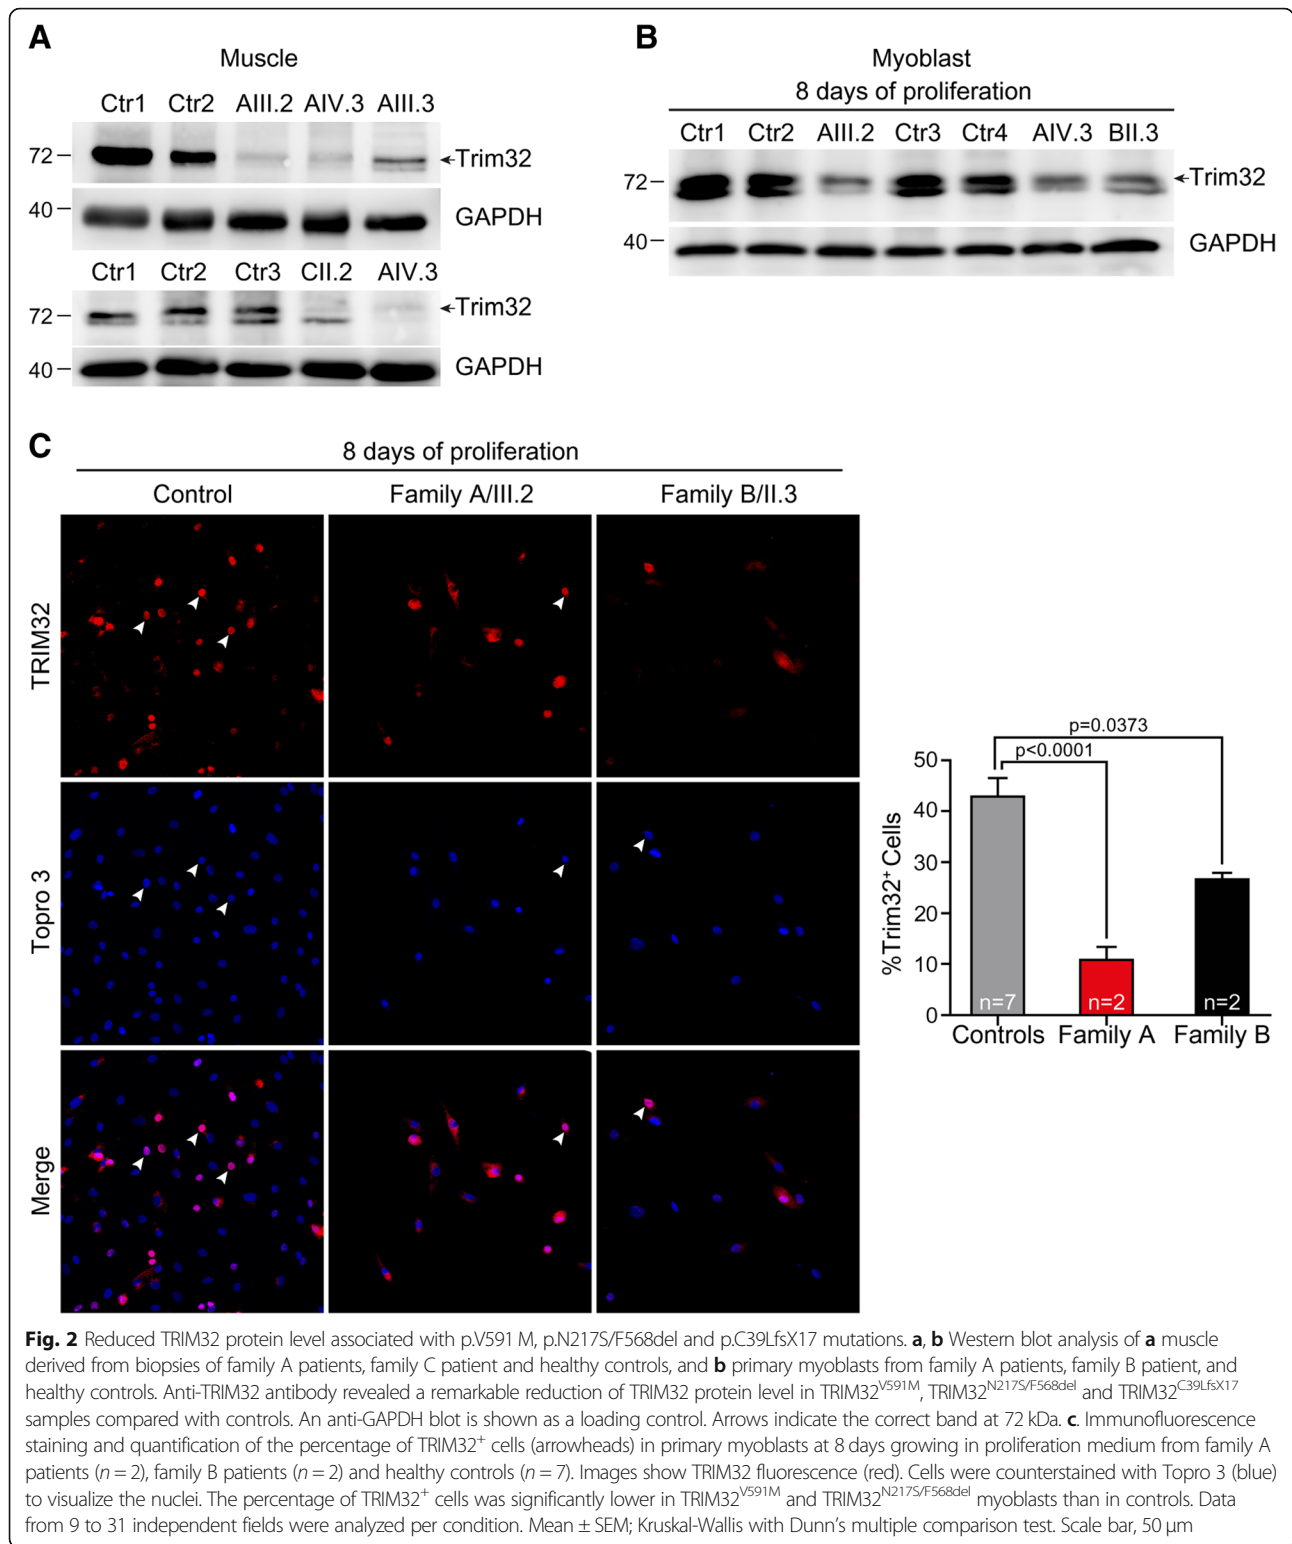 A
Muscle
Ctr1 Ctr2 AIII.2 AIV.3 AIII.3
72
Trim32
40
GAPDH
Ctr1 Ctr2 Ctr3 CII.2 AIV.3
72
Trim32
40
GAPDH
B
Myoblast
8 days of proliferation
Ctr1 Ctr2 AIII.2 Ctr3 Ctr4 AIV.3 BII.3
72
Trim32
40
GAPDH
C
8 days of proliferation
Control Family A/III.2 Family B/II.3
TRIM32
Topro 3
Merge
p=0.0373
p<0.0001
%Trim32⁺ Cells
50
40
30
20
10
0
n=7 n=2 n=2
Controls Family A Family B
Fig. 2 Reduced TRIM32 protein level associated with p.V591 M, p.N217S/F568del and p.C39LfsX17 mutations. a, b Western blot analysis of a muscle
derived from biopsies of family A patients, family C patient and healthy controls, and b primary myoblasts from family A patients, family B patient, and
healthy controls. Anti-TRIM32 antibody revealed a remarkable reduction of TRIM32 protein level in TRIM32V591M, TRIM32N217S/F568del and TRIM32C39LfsX17
samples compared with controls. An anti-GAPDH blot is shown as a loading control. Arrows indicate the correct band at 72 kDa. c. Immunofluorescence
staining and quantification of the percentage of TRIM32⁺ cells (arrowheads) in primary myoblasts at 8 days growing in proliferation medium from family A
patients (n = 2), family B patients (n = 2) and healthy controls (n = 7). Images show TRIM32 fluorescence (red). Cells were counterstained with Topro 3 (blue)
to visualize the nuclei. The percentage of TRIM32⁺ cells was significantly lower in TRIM32V591M and TRIM32N217S/F568del myoblasts than in controls. Data
from 9 to 31 independent fields were analyzed per condition. Mean ± SEM; Kruskal-Wallis with Dunn's multiple comparison test. Scale bar, 50 μm